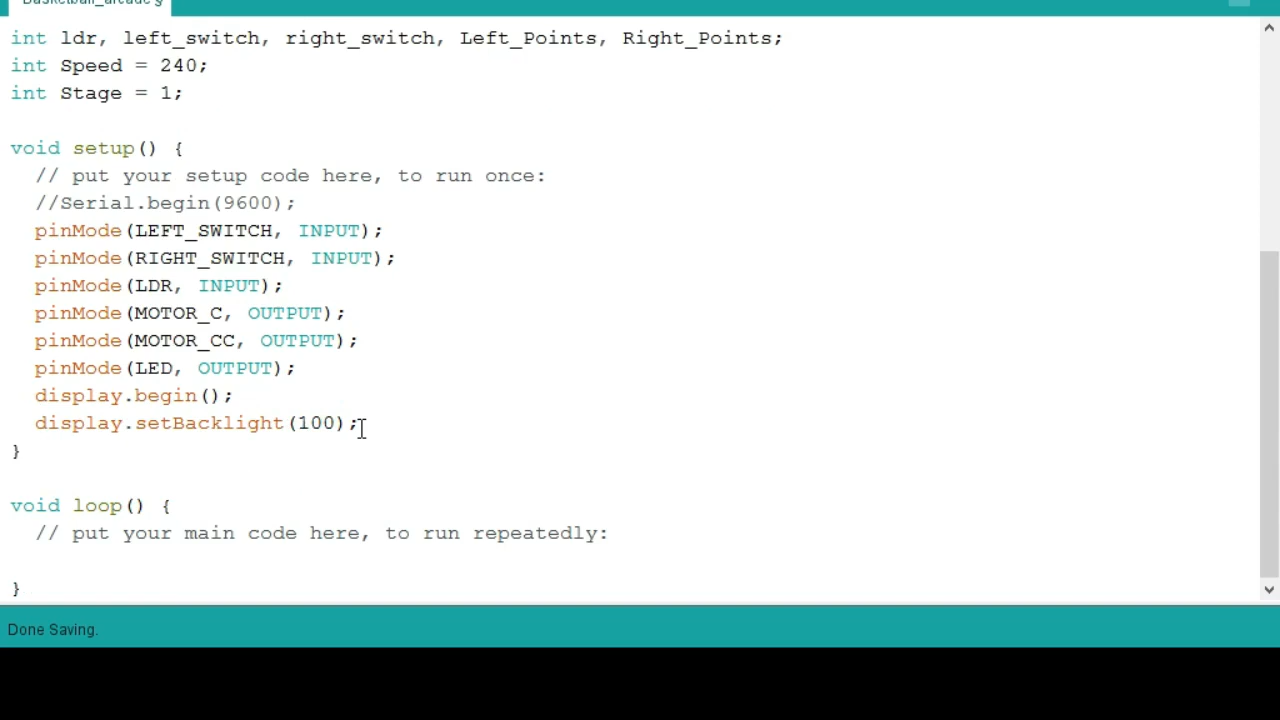 Basketball_arcade §
int ldr, left_switch, right_switch, Left_Points, Right_Points;
int Speed = 240;
int Stage = 1;
void setup() {
// put your setup code here, to run once:
//Serial.begin(9600);
pinMode(LEFT_SWITCH, INPUT);
pinMode(RIGHT_SWITCH, INPUT);
pinMode(LDR, INPUT);
pinMode(MOTOR_C, OUTPUT);
pinMode(MOTOR_CC, OUTPUT);
pinMode(LED, OUTPUT);
display.begin();
display.setBacklight(100);
}
void loop() {
// put your main code here, to run repeatedly:
}
Done Saving.